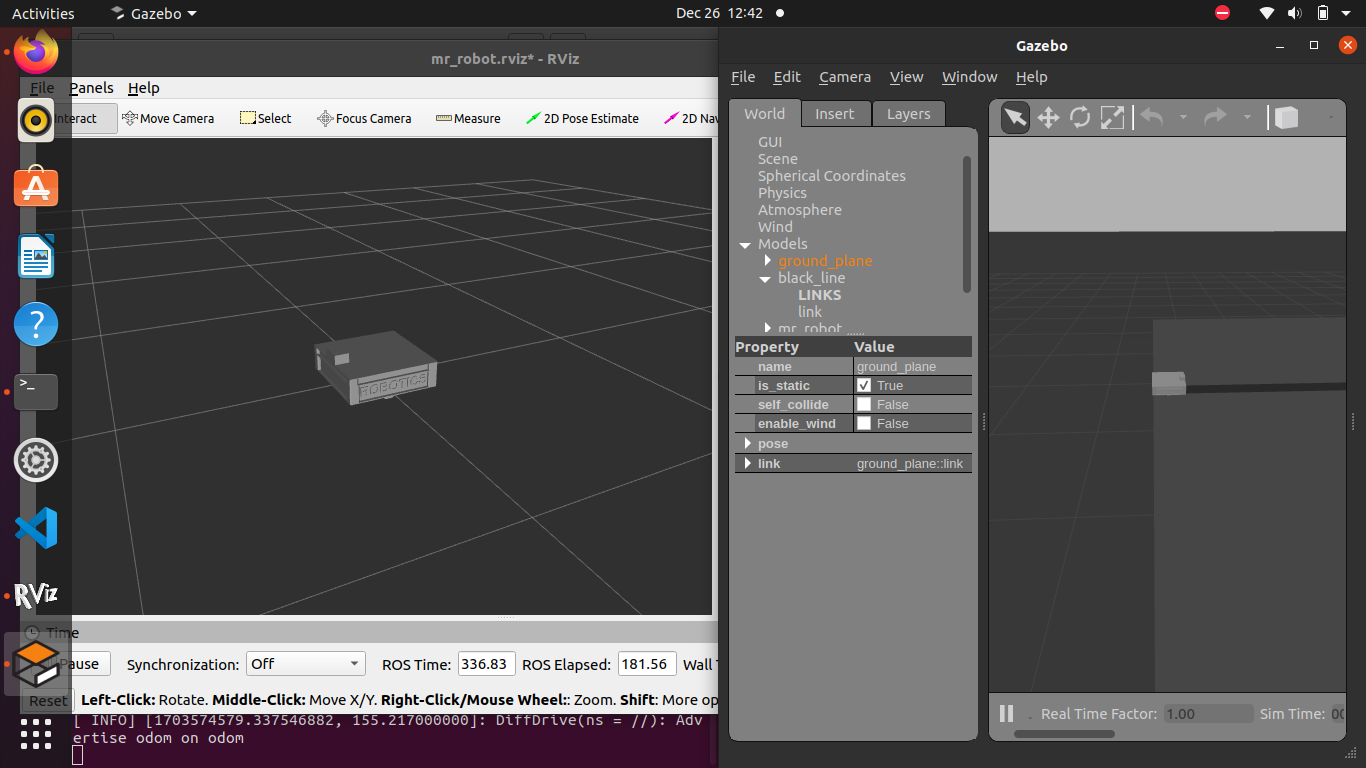 Activities Gazebo Dec 26 12:42
mr_robot.rviz* - RViz
File Panels Help
Interact Move Camera Select Focus Camera Measure 2D Pose Estimate 2D Nav
ROBOTICS
RViz
Time
Pause Synchronization: Off ROS Time: 336.83 ROS Elapsed: 181.56 Wall T
Reset Left-Click: Rotate. Middle-Click: Move X/Y. Right-Click/Mouse Wheel:: Zoom. Shift: More op
[ INFO] [1703574579.337546882, 155.217000000]: DiffDrive(ns = //): Adv
ertise odom on odom
Gazebo
File Edit Camera View Window Help
World Insert Layers
GUI
Scene
Spherical Coordinates
Physics
Atmosphere
Wind
Models
ground_plane
black_line
LINKS
link
mr_robot
Property Value
name ground_plane
is_static True
self_collide False
enable_wind False
pose
link ground_plane::link
Real Time Factor: 1.00 Sim Time: 00